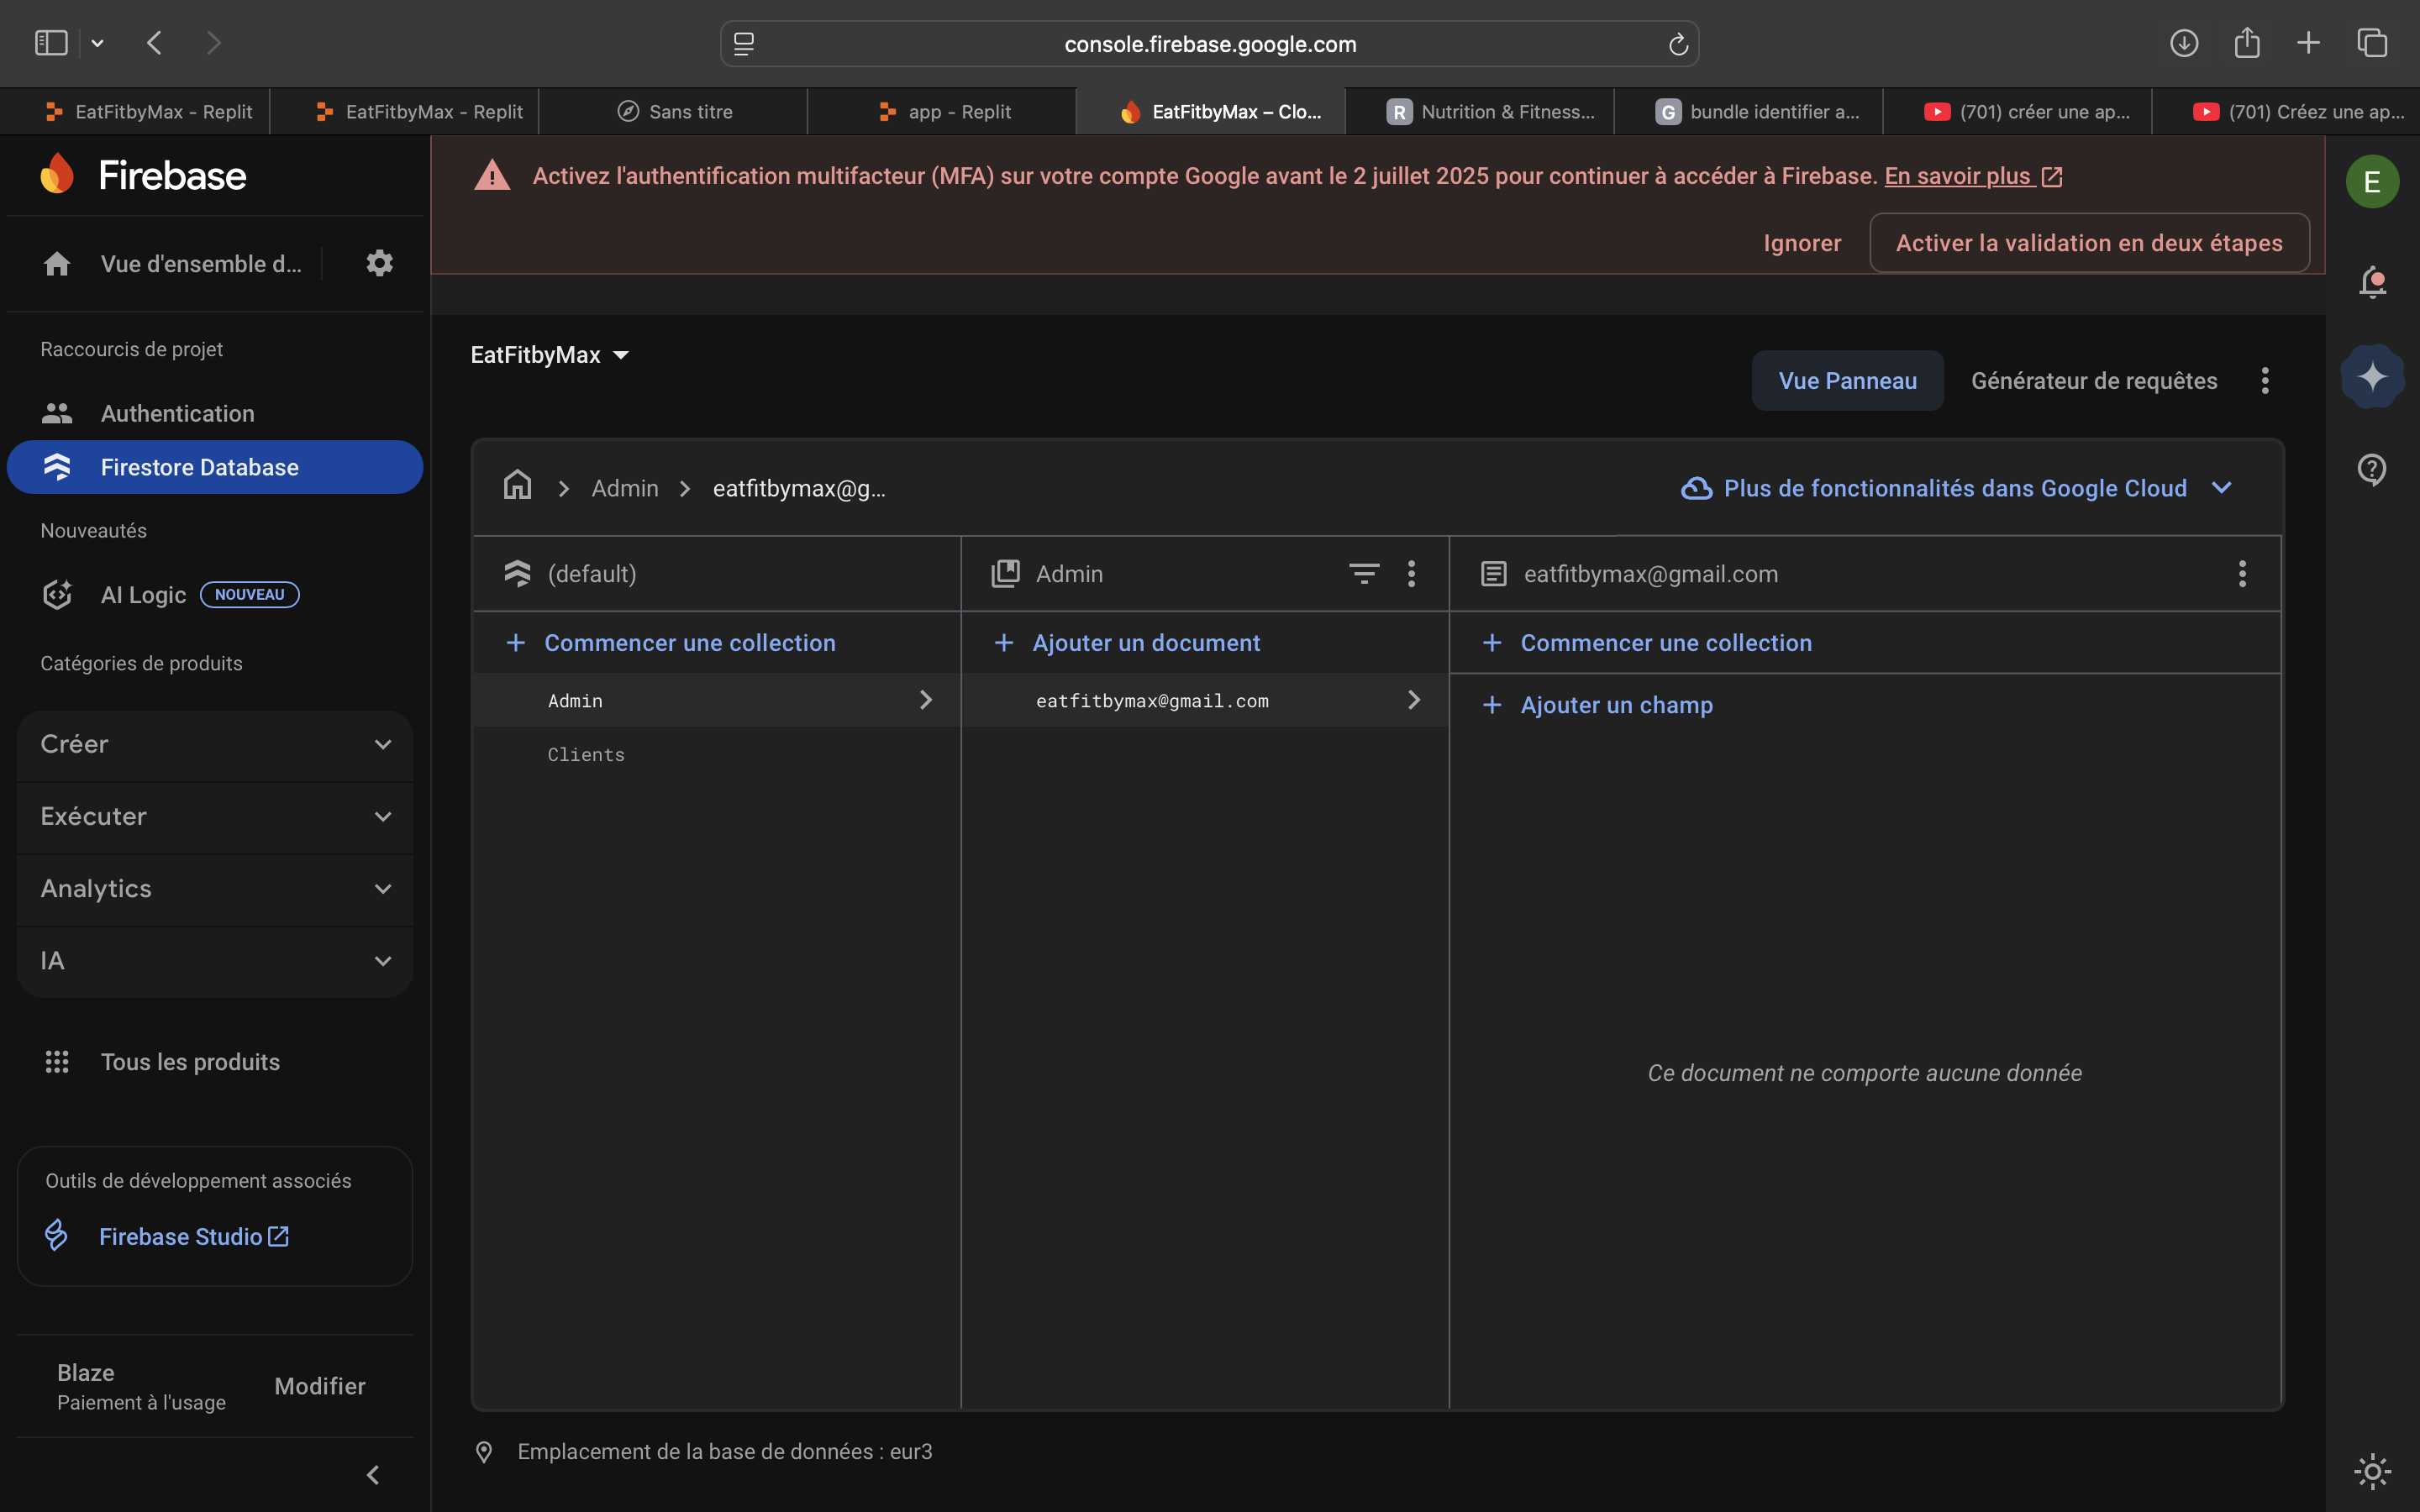 console.firebase.google.com
EatFitbyMax - Replit
EatFitbyMax - Replit
Sans titre
app - Replit
EatFitbyMax – Clo...
R Nutrition & Fitness...
G bundle identifier a...
(701) créer une ap...
(701) Créez une ap...
Firebase
Vue d'ensemble d...
Raccourcis de projet
Authentication
Firestore Database
Nouveautés
AI Logic NOUVEAU
Catégories de produits
Créer
Exécuter
Analytics
IA
Tous les produits
Outils de développement associés
Firebase Studio
Blaze
Paiement à l'usage
Modifier
Activez l'authentification multifacteur (MFA) sur votre compte Google avant le 2 juillet 2025 pour continuer à accéder à Firebase. En savoir plus
Ignorer
Activer la validation en deux étapes
E
EatFitbyMax
Vue Panneau
Générateur de requêtes
Admin
eatfitbymax@g...
Plus de fonctionnalités dans Google Cloud
(default)
Commencer une collection
Admin
Clients
Admin
Ajouter un document
eatfitbymax@gmail.com
eatfitbymax@gmail.com
Commencer une collection
Ajouter un champ
Ce document ne comporte aucune donnée
Emplacement de la base de données : eur3